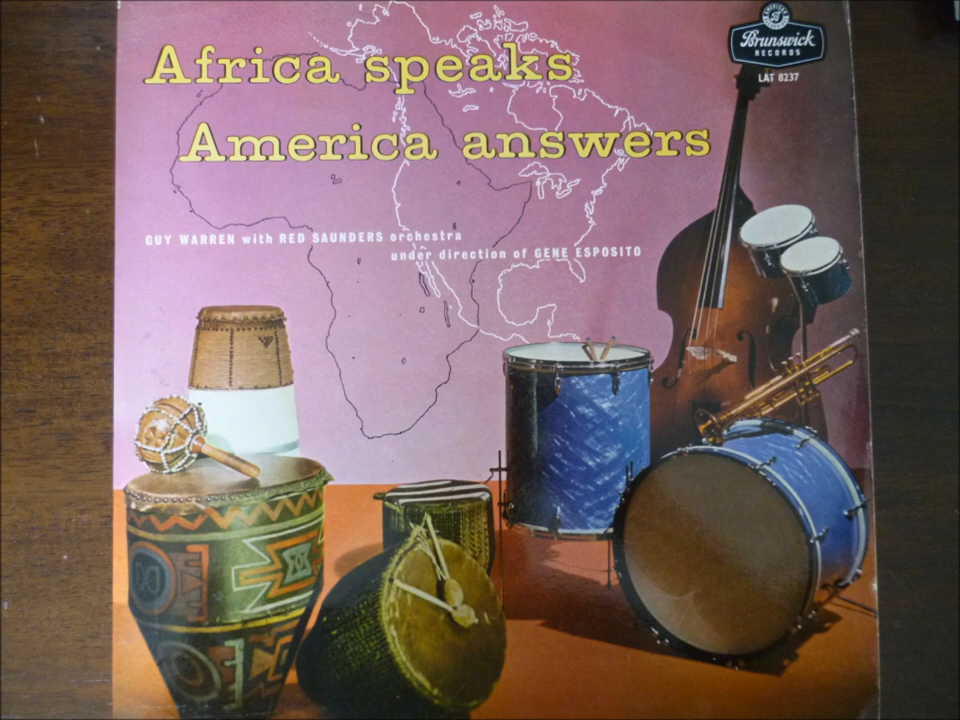 Africa speaks
America answers
Brunswick
RECORDS
LAT 8237
GUY WARREN with RED SAUNDERS orchestra
under direction of GENE ESPOSITO